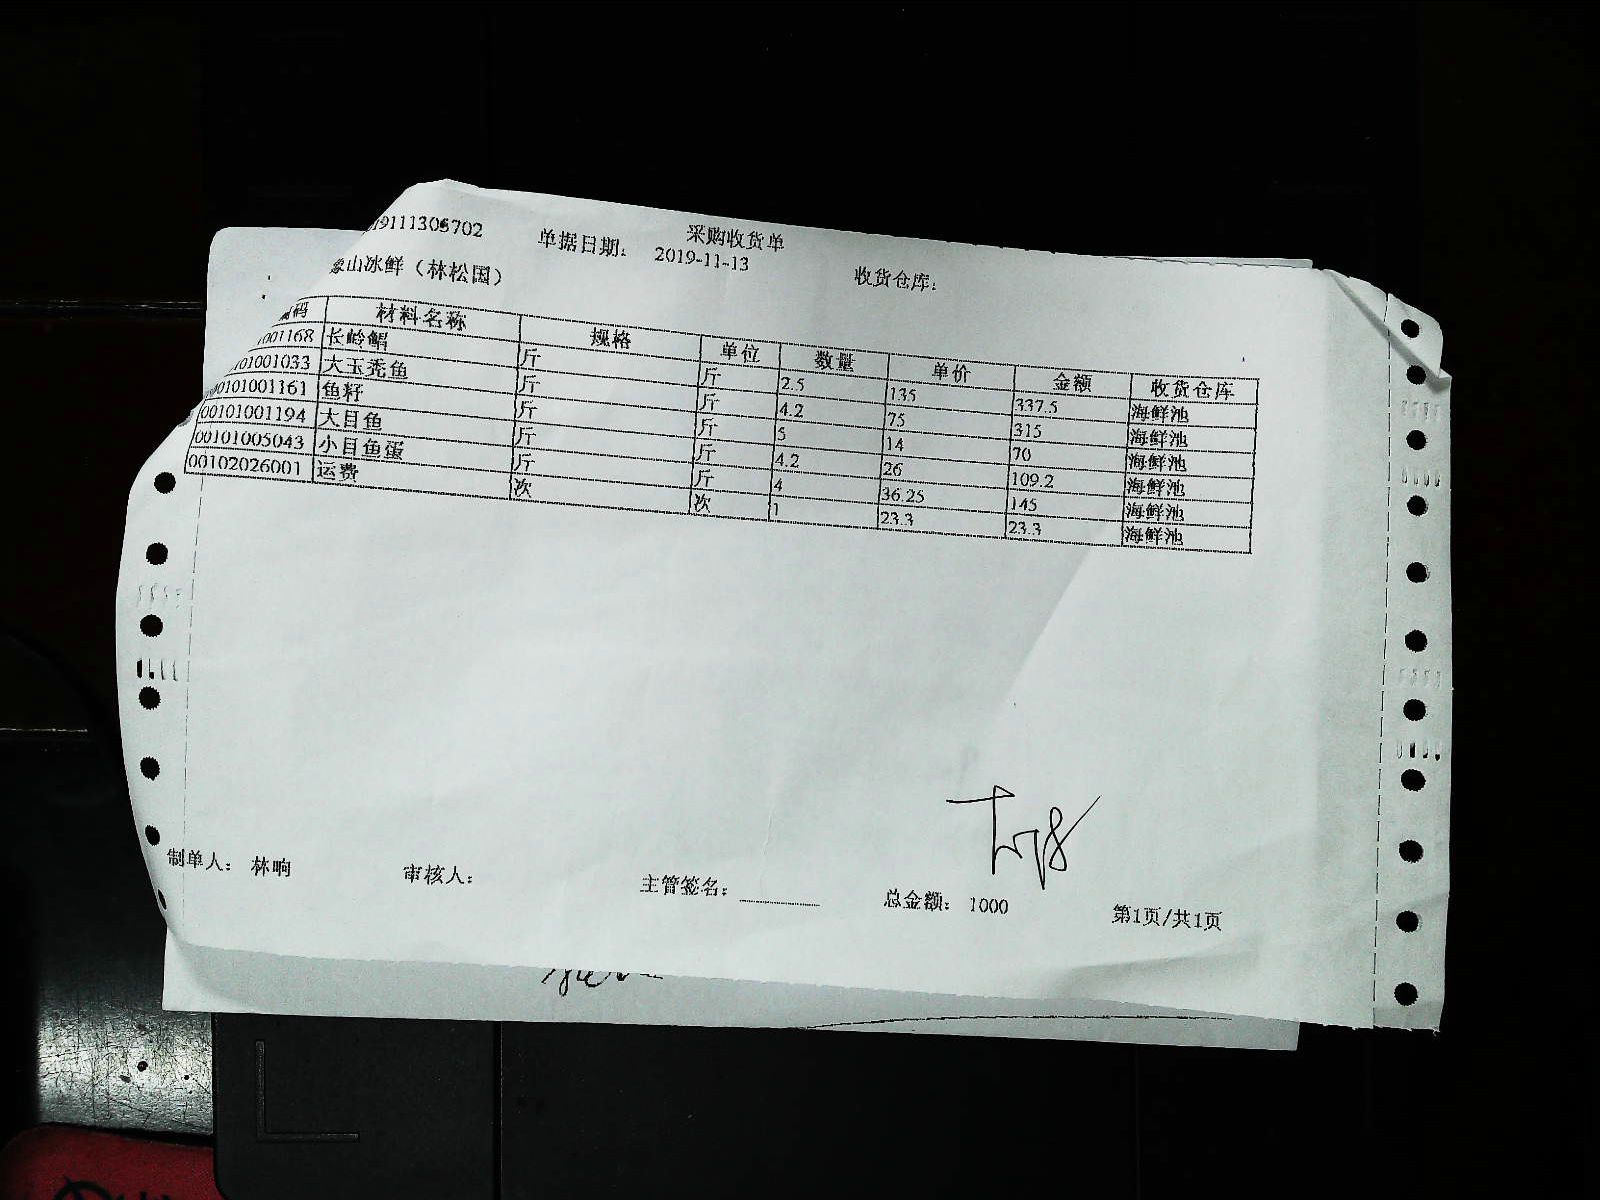 采购收货单
19111306702 单据日期: 2019-11-13 收货仓库:
象山冰鲜（林松国）
编码 材料名称 规格 单位 数量 单价 金额 收货仓库
001168 长岭鲳 斤 斤 2.5 135 337.5 海鲜池
101001033 大玉秃鱼 斤 斤 4.2 75 315 海鲜池
00101001161 鱼籽 斤 斤 5 14 70 海鲜池
00101001194 大目鱼 斤 斤 4.2 26 109.2 海鲜池
00101005043 小目鱼蛋 斤 斤 4 36.25 145 海鲜池
00102026001 运费 次 次 1 23.3 23.3 海鲜池
制单人: 林晌 审核人: 主管签名: 总金额: 1000 第1页/共1页